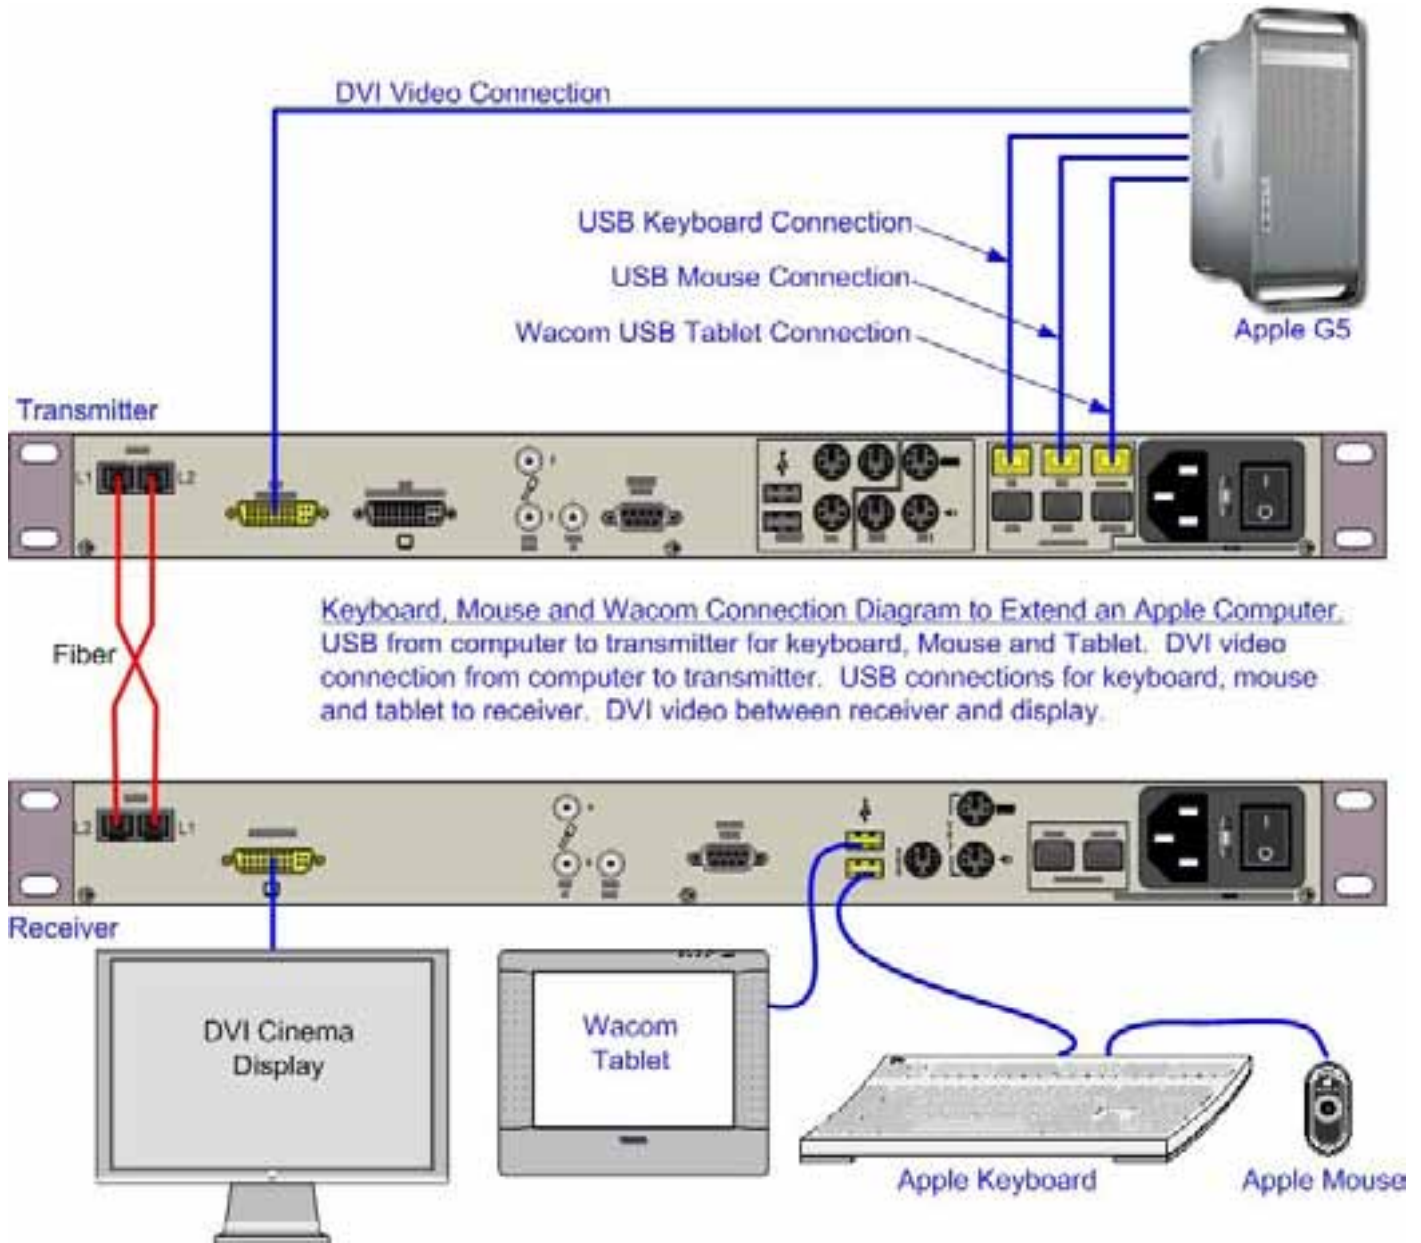 DVI Video Connection
USB Keyboard Connection
USB Mouse Connection
Wacom USB Tablet Connection
Apple G5
Transmitter
L1
L2
Fiber
Keyboard, Mouse and Wacom Connection Diagram to Extend an Apple Computer.
USB from computer to transmitter for keyboard, Mouse and Tablet. DVI video
connection from computer to transmitter. USB connections for keyboard, mouse
and tablet to receiver. DVI video between receiver and display.
L2
L1
Receiver
DVI Cinema
Display
Wacom
Tablet
Apple Keyboard
Apple Mouse